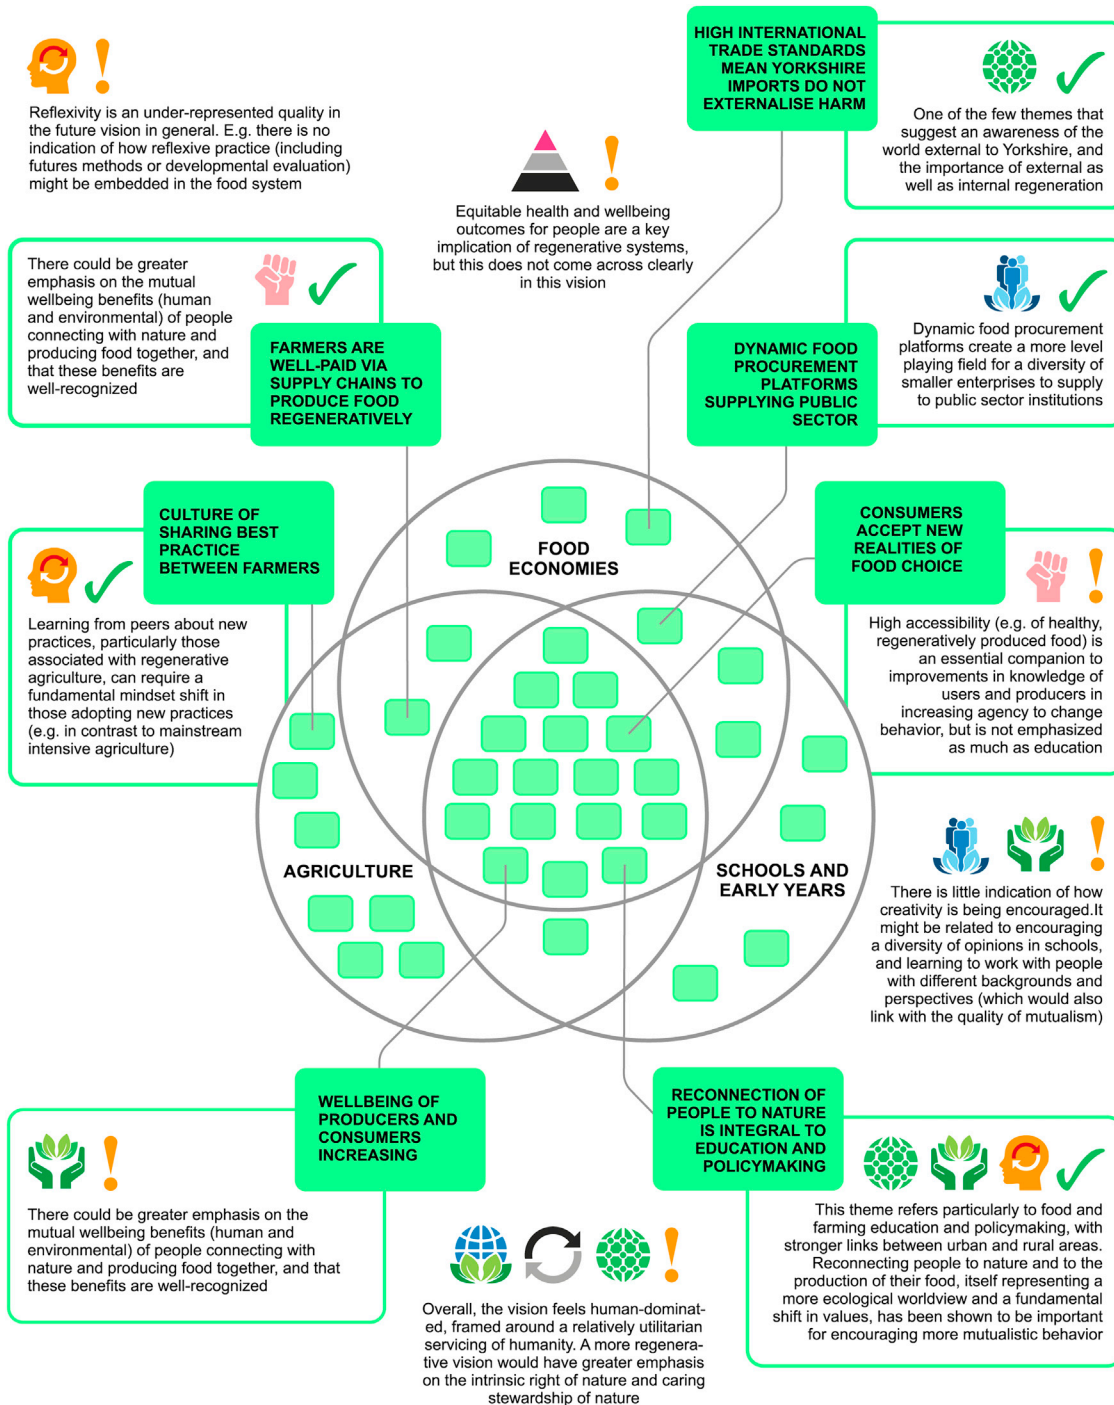 Reflexivity is an under-represented quality in
the future vision in general. E.g. there is no
indication of how reflexive practice (including
futures methods or developmental evaluation)
might be embedded in the food system
Equitable health and wellbeing
outcomes for people are a key
implication of regenerative systems,
but this does not come across clearly
in this vision
HIGH INTERNATIONAL
TRADE STANDARDS
MEAN YORKSHIRE
IMPORTS DO NOT
EXTERNALISE HARM
One of the few themes that
suggest an awareness of the
world external to Yorkshire, and
the importance of external as
well as internal regeneration
There could be greater
emphasis on the mutual
wellbeing benefits (human
and environmental) of people
connecting with nature and
producing food together, and
that these benefits are
well-recognized
FARMERS ARE
WELL-PAID VIA
SUPPLY CHAINS TO
PRODUCE FOOD
REGENERATIVELY
DYNAMIC FOOD
PROCUREMENT
PLATFORMS
SUPPLYING PUBLIC
SECTOR
Dynamic food procurement
platforms create a more level
playing field for a diversity of
smaller enterprises to supply
to public sector institutions
CULTURE OF
SHARING BEST
PRACTICE
BETWEEN FARMERS
Learning from peers about new
practices, particularly those
associated with regenerative
agriculture, can require a
fundamental mindset shift in
those adopting new practices
(e.g. in contrast to mainstream
intensive agriculture)
FOOD
ECONOMIES
CONSUMERS
ACCEPT NEW
REALITIES OF
FOOD CHOICE
High accessibility (e.g. of healthy,
regeneratively produced food) is
an essential companion to
improvements in knowledge of
users and producers in
increasing agency to change
behavior, but is not emphasized
as much as education
AGRICULTURE
SCHOOLS AND
EARLY YEARS
There is little indication of how
creativity is being encouraged.It
might be related to encouraging
a diversity of opinions in schools,
and learning to work with people
with different backgrounds and
perspectives (which would also
link with the quality of mutualism)
WELLBEING OF
PRODUCERS AND
CONSUMERS
INCREASING
There could be greater emphasis on the
mutual wellbeing benefits (human and
environmental) of people connecting with
nature and producing food together, and that
these benefits are well-recognized
RECONNECTION OF
PEOPLE TO NATURE
IS INTEGRAL TO
EDUCATION AND
POLICYMAKING
This theme refers particularly to food and
farming education and policymaking, with
stronger links between urban and rural areas.
Reconnecting people to nature and to the
production of their food, itself representing a
more ecological worldview and a fundamental
shift in values, has been shown to be important
for encouraging more mutualistic behavior
Overall, the vision feels human-dominat-
ed, framed around a relatively utilitarian
servicing of humanity. A more regenera-
tive vision would have greater emphasis
on the intrinsic right of nature and caring
stewardship of nature